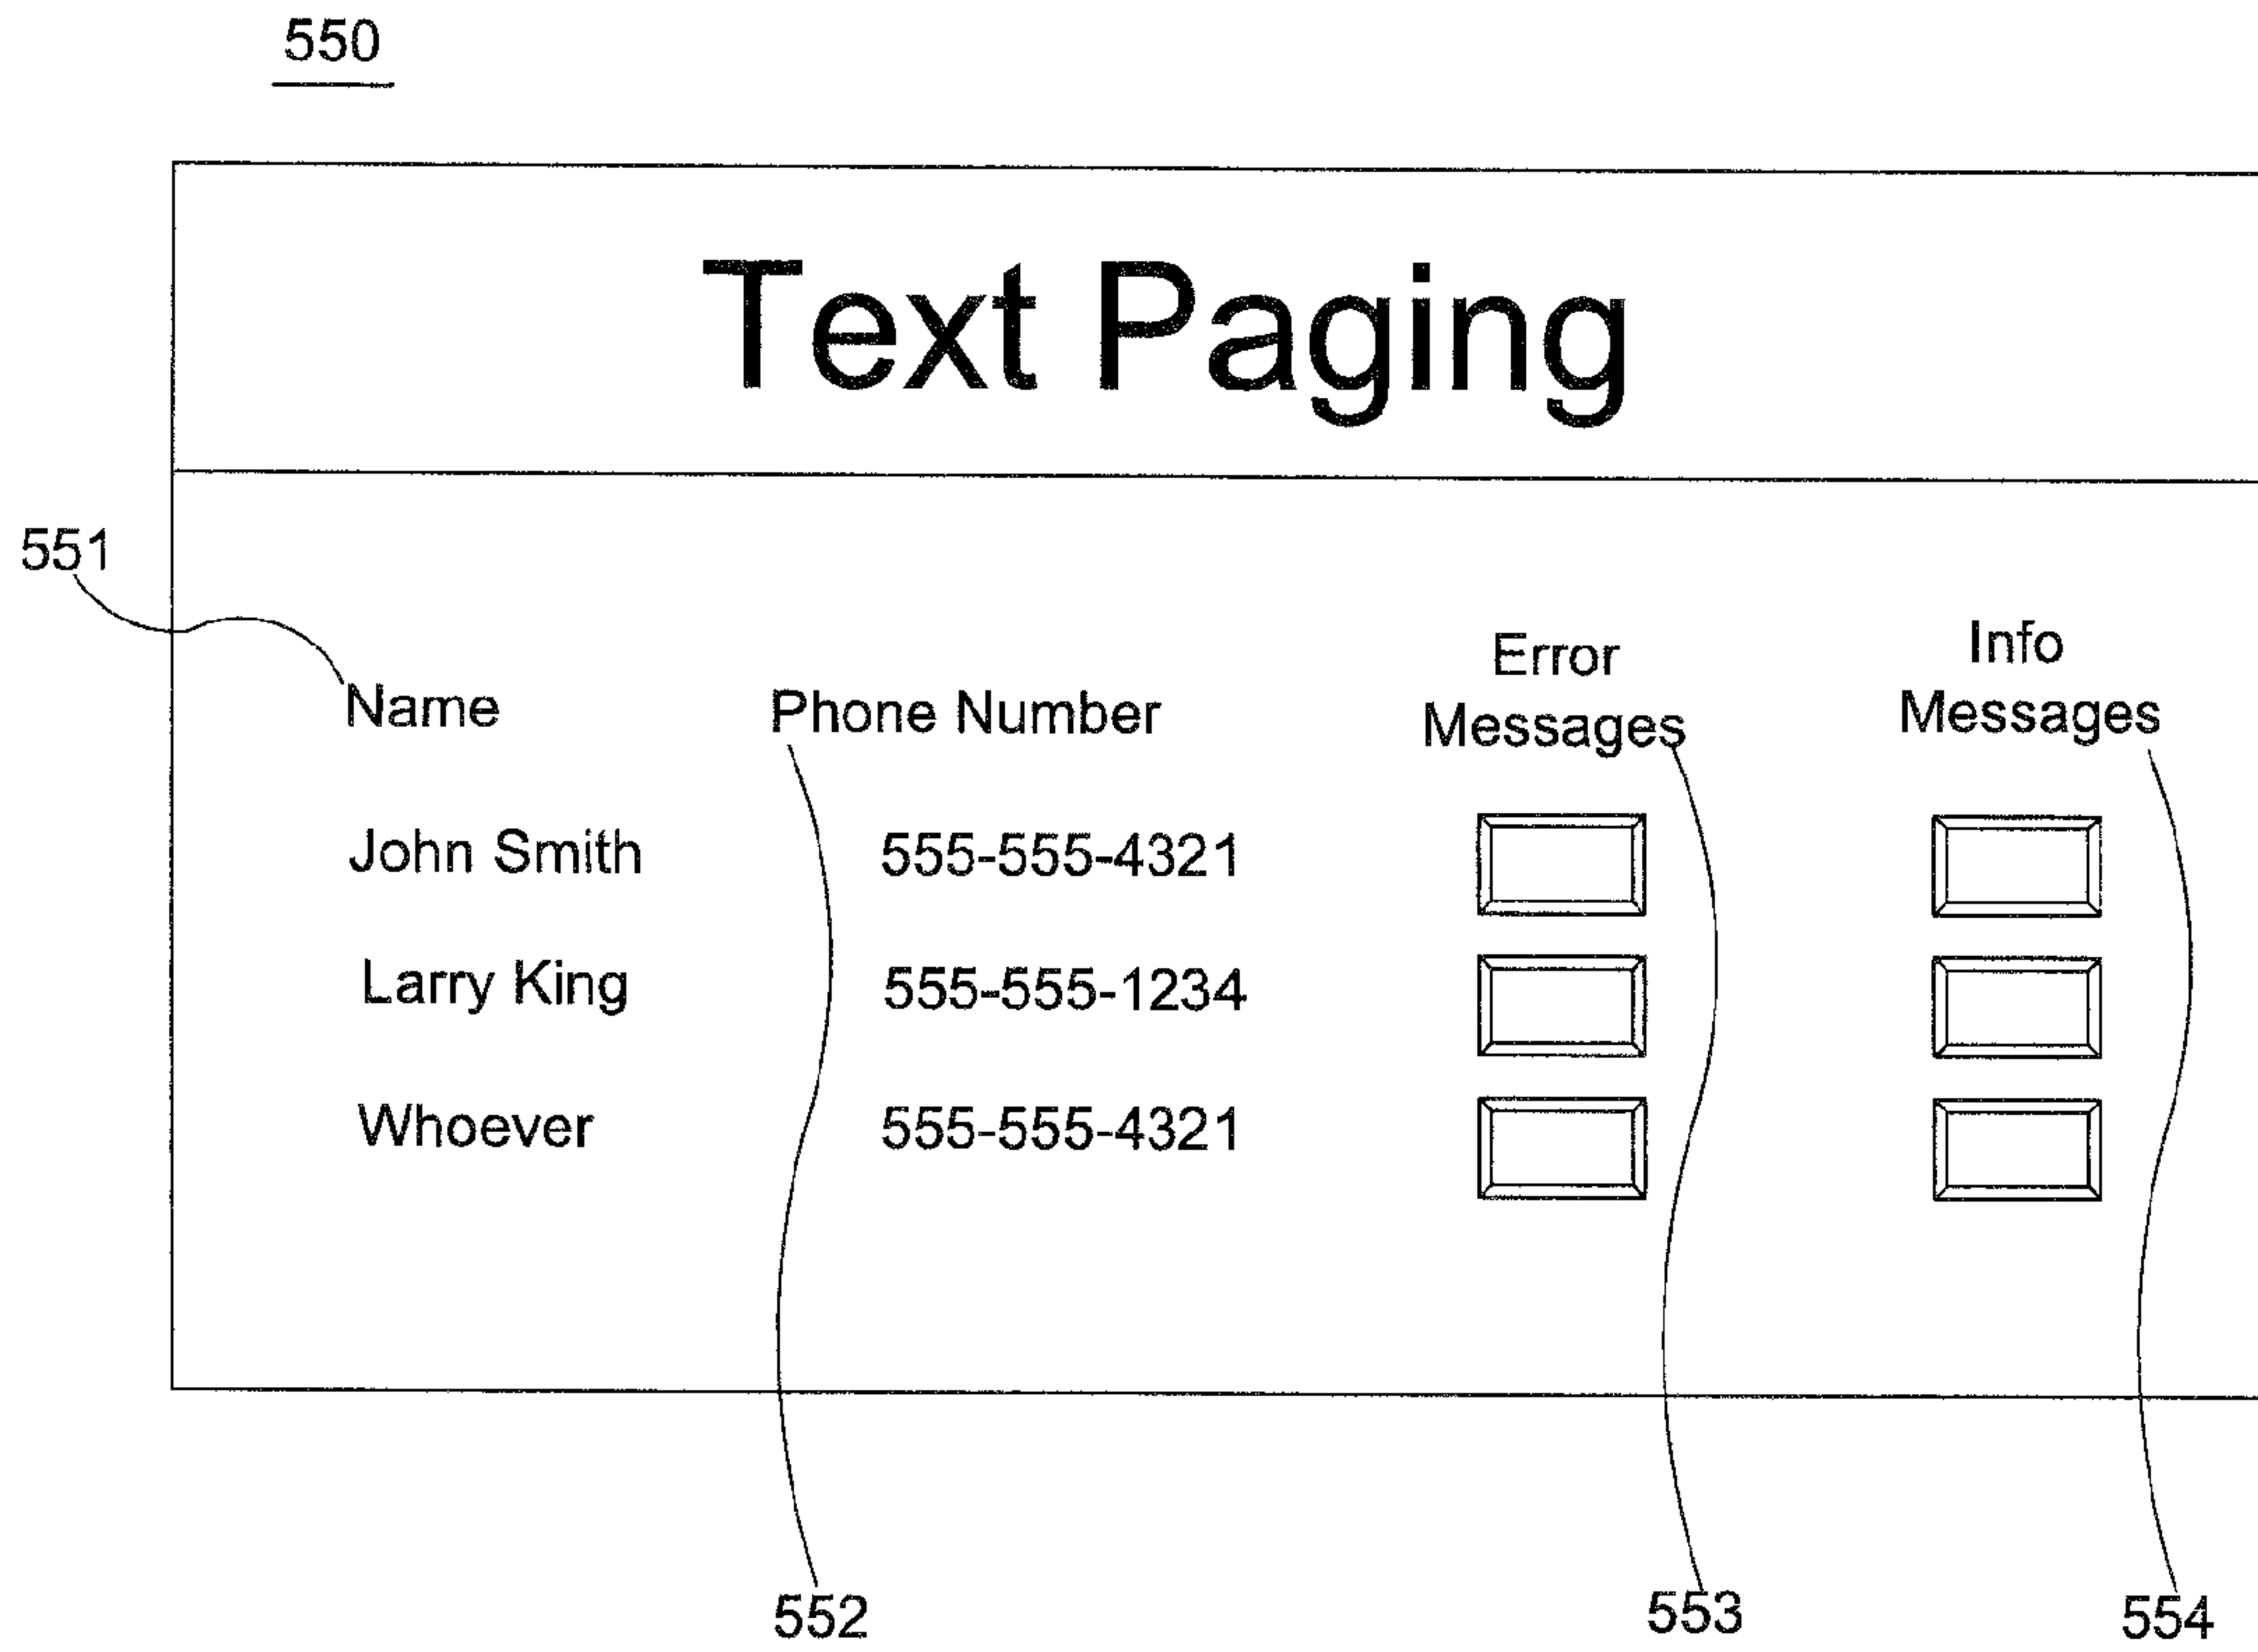 550
Text Paging
551
Name Phone Number Error Messages Info Messages
John Smith 555-555-4321
Larry King 555-555-1234
Whoever 555-555-4321
552 553 554